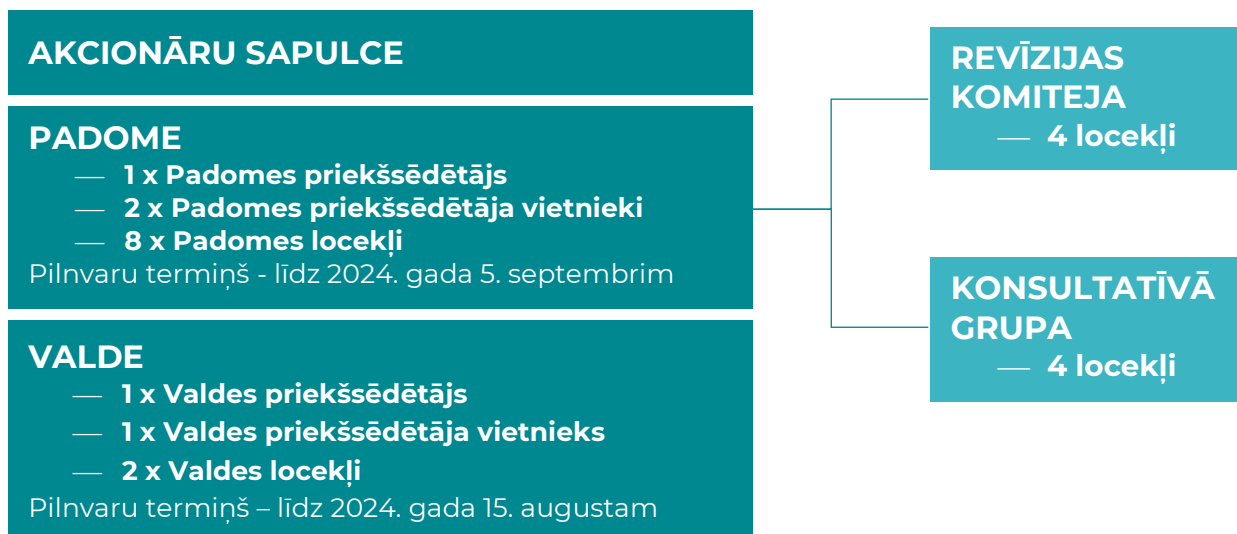 AKCIONĀRU SAPULCE
PADOME
— 1 x Padomes priekšsēdētājs
— 2 x Padomes priekšsēdētāja vietnieki
— 8 x Padomes locekļi
Pilnvaru termiņš - līdz 2024. gada 5. septembrim
VALDE
— 1 x Valdes priekšsēdētājs
— 1 x Valdes priekšsēdētāja vietnieks
— 2 x Valdes locekļi
Pilnvaru termiņš – līdz 2024. gada 15. augustam
REVĪZIJAS
KOMITEJA
— 4 locekļi
KONSULTATĪVĀ
GRUPA
— 4 locekļi